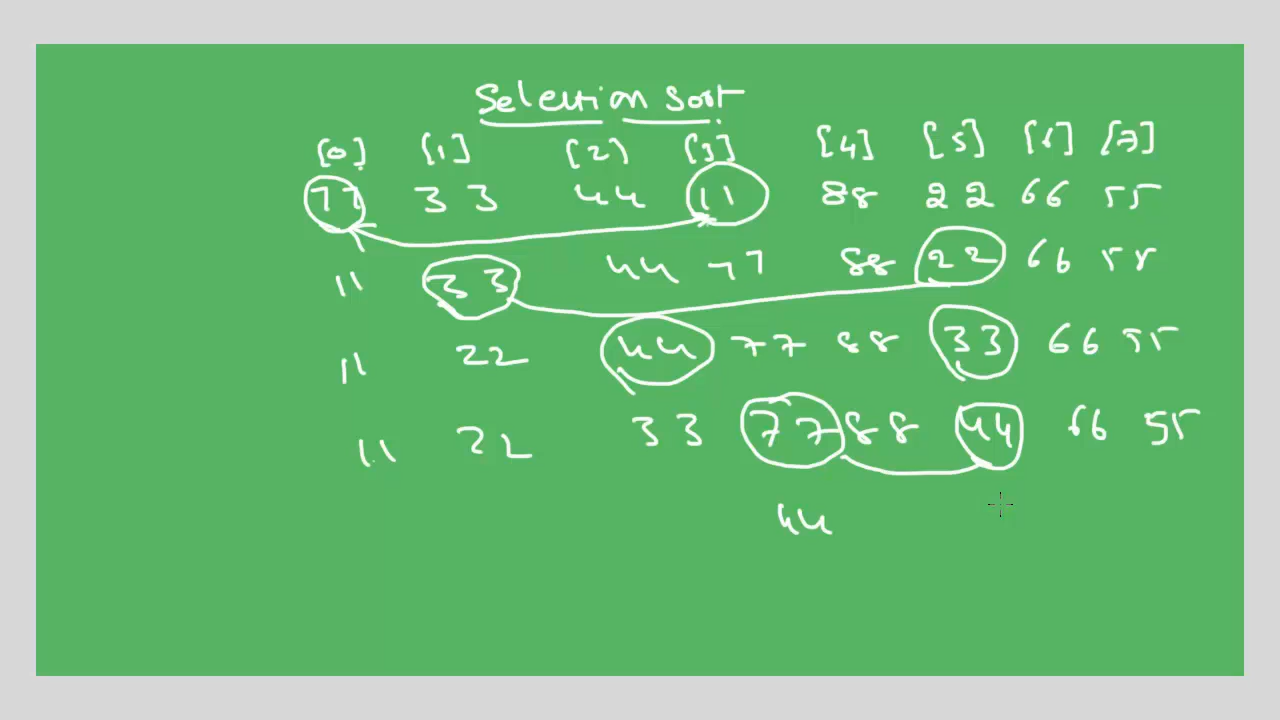 Selection Sort
[0] [1] [2] [3] [4] [5] [6] [7]
77 33 44 11 88 22 66 55
11 33 44 77 88 22 66 55
11 22 44 77 88 33 66 55
11 22 33 77 88 44 66 55
44